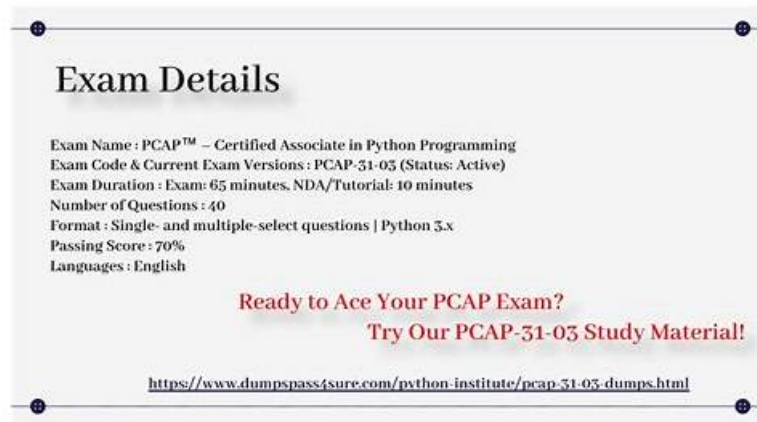 Exam Details
Exam Name : PCAP™ – Certified Associate in Python Programming
Exam Code & Current Exam Versions : PCAP-31-03 (Status: Active)
Exam Duration : Exam: 65 minutes, NDA/Tutorial: 10 minutes
Number of Questions : 40
Format : Single- and multiple-select questions | Python 3.x
Passing Score : 70%
Languages : English
Ready to Ace Your PCAP Exam?
Try Our PCAP-31-03 Study Material!
https://www.dumpspass4sure.com/python-institute/pcap-31-03-dumps.html